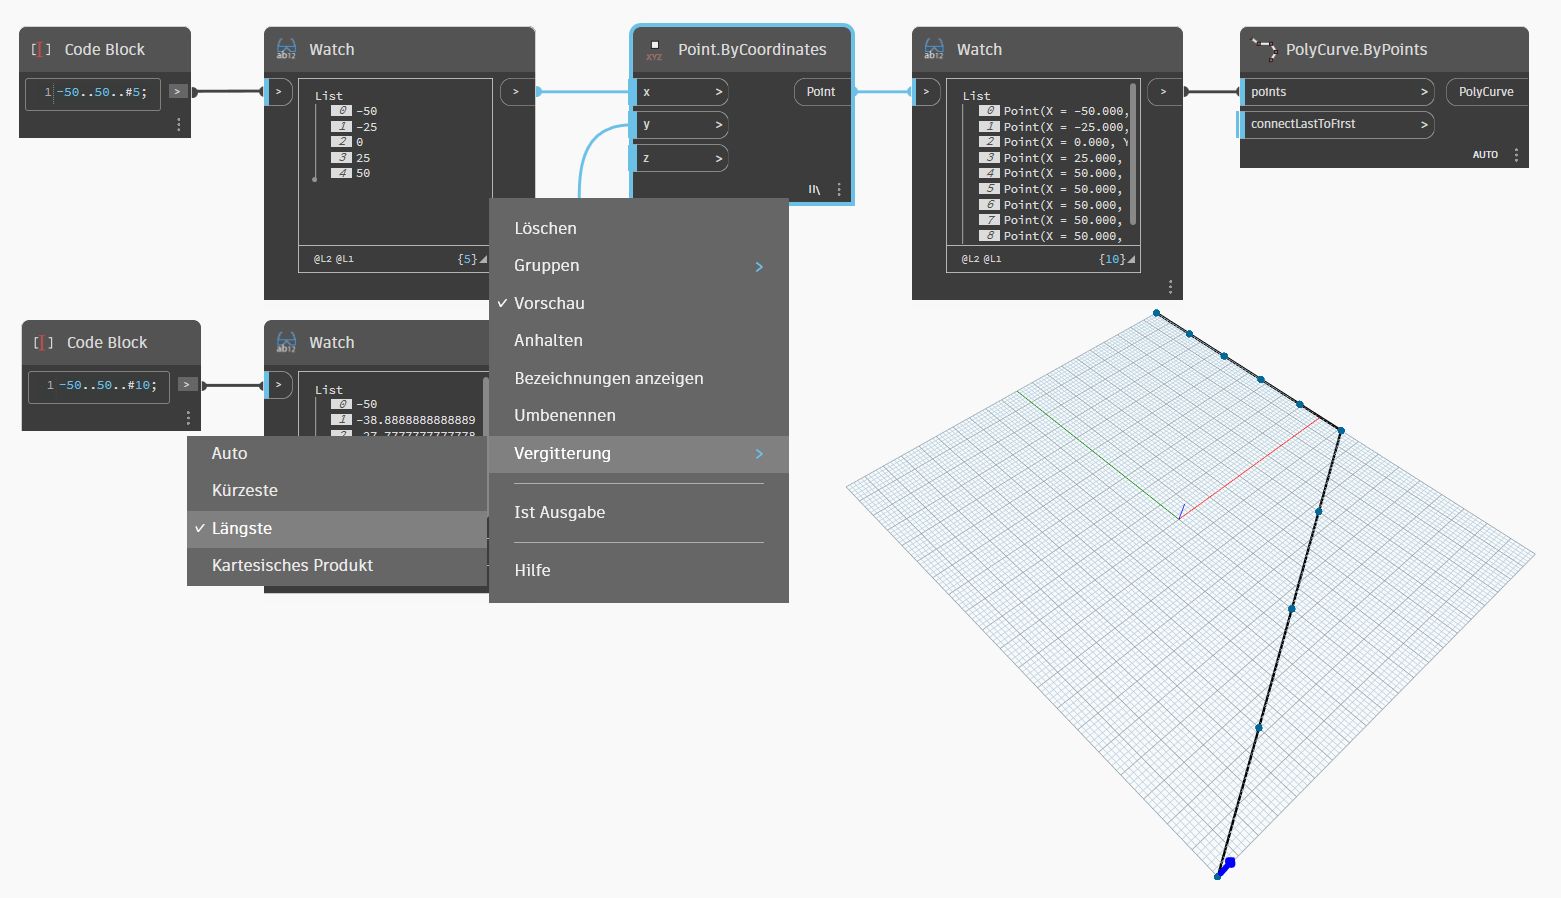 Code Block
1 -50..50..#5;
>
Watch
>
>
List
0 -50
1 -25
2 0
3 25
4 50
@L2 @L1 {5}
XYZ
Point.ByCoordinates
x >
y >
z >
Point
Watch
>
>
List
0 Point(X = -50.000,
1 Point(X = -25.000,
2 Point(X = 0.000, Y
3 Point(X = 25.000,
4 Point(X = 50.000,
5 Point(X = 50.000,
6 Point(X = 50.000,
7 Point(X = 50.000,
8 Point(X = 50.000,
@L2 @L1 {10}
PolyCurve.ByPoints
points >
PolyCurve
connectLastToFirst >
AUTO
Code Block
1 -50..50..#10;
>
Watch
>
List
0 -50
1 -38.8888888888889
2 -27.7777777777778
Löschen
Gruppen >
✓ Vorschau
Anhalten
Bezeichnungen anzeigen
Umbenennen
Vergitterung >
Ist Ausgabe
Hilfe
Auto
Kürzeste
✓ Längste
Kartesisches Produkt